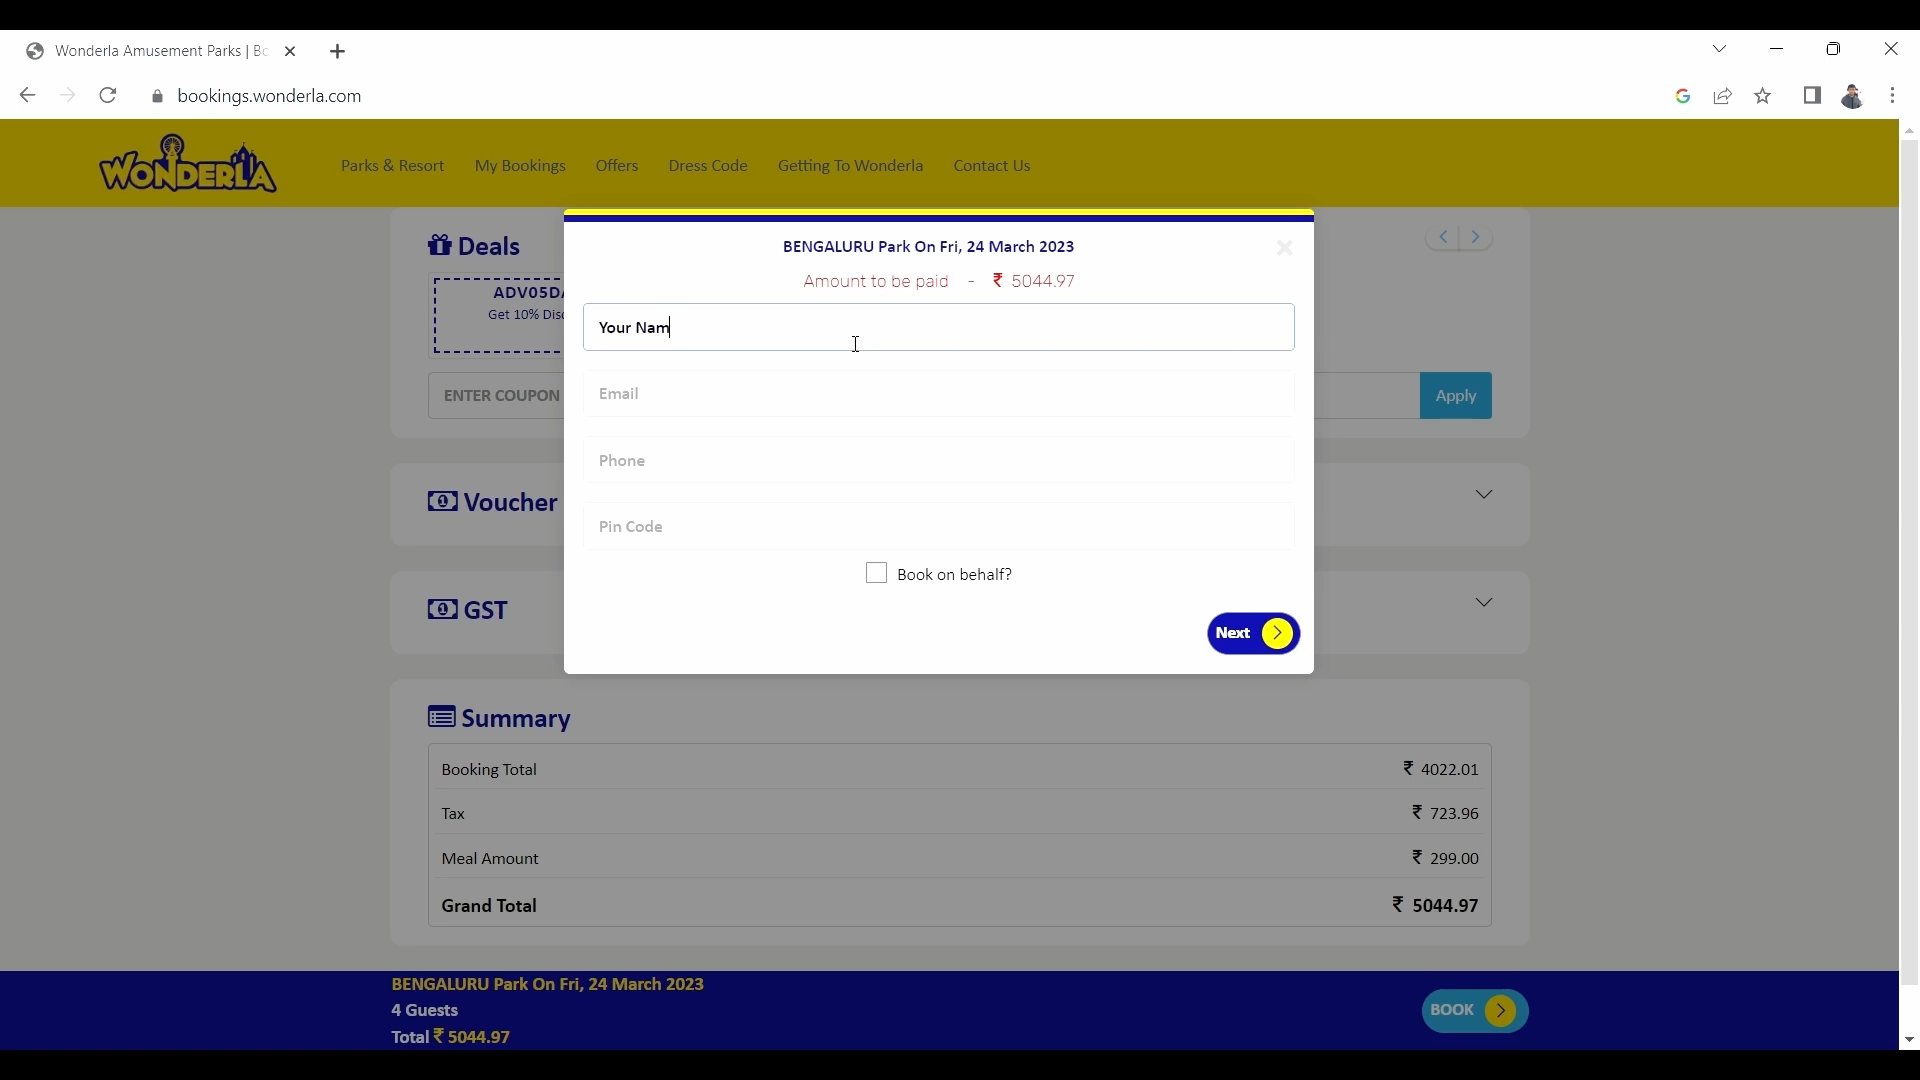 Wonderla Amusement Parks | Bo
bookings.wonderla.com
WONDERLA
Parks & Resort
My Bookings
Offers
Dress Code
Getting To Wonderla
Contact Us
Deals
ADV05DA
Get 10% Disc
ENTER COUPON
Apply
BENGALURU Park On Fri, 24 March 2023
Amount to be paid - ₹ 5044.97
Your Nam
Email
Phone
Pin Code
Book on behalf?
Next
Voucher
GST
Summary
Booking Total ₹ 4022.01
Tax ₹ 723.96
Meal Amount ₹ 299.00
Grand Total ₹ 5044.97
BENGALURU Park On Fri, 24 March 2023
4 Guests
Total ₹ 5044.97
BOOK